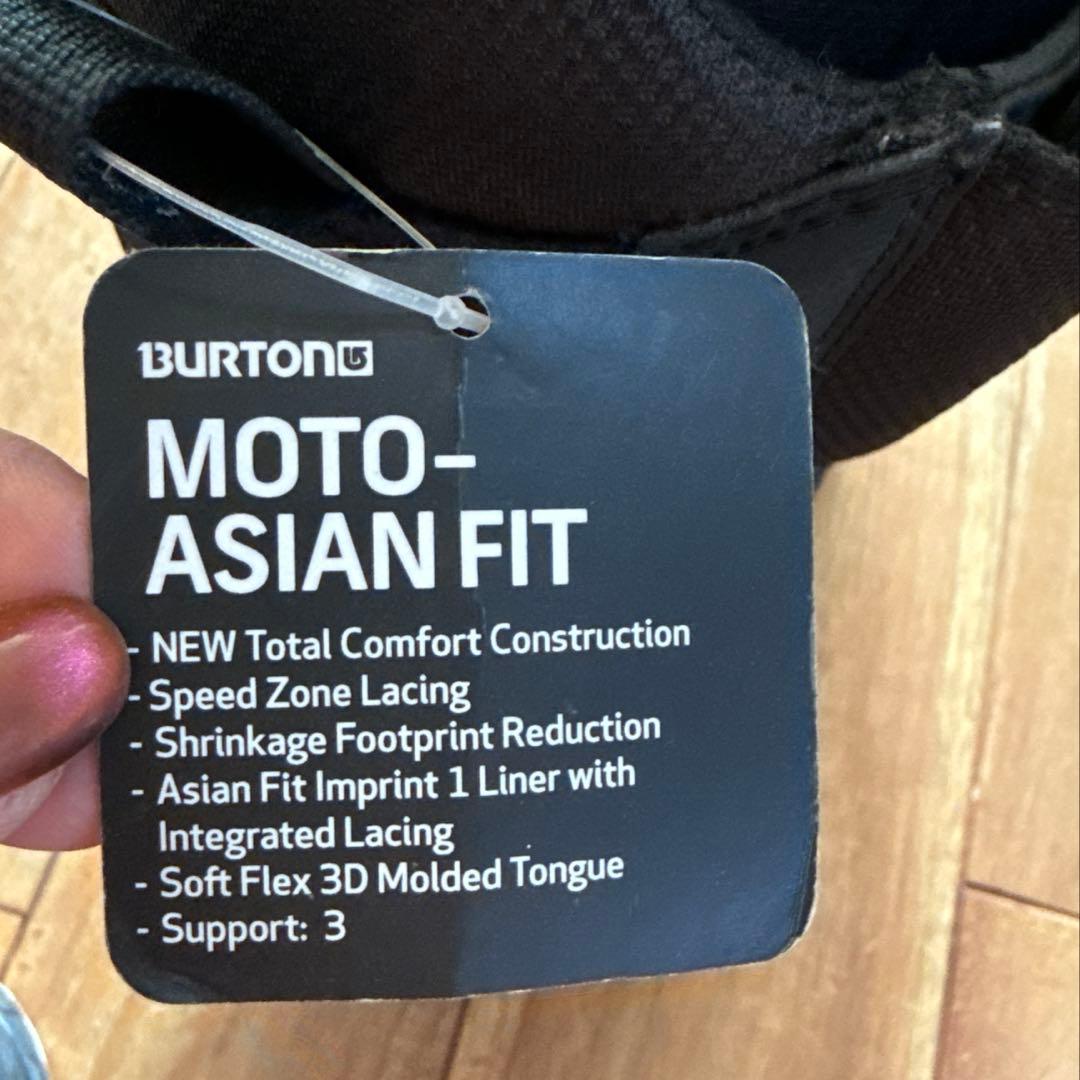 BURTON
MOTO-
ASIAN FIT
- NEW Total Comfort Construction
- Speed Zone Lacing
- Shrinkage Footprint Reduction
- Asian Fit Imprint 1 Liner with
Integrated Lacing
- Soft Flex 3D Molded Tongue
- Support: 3